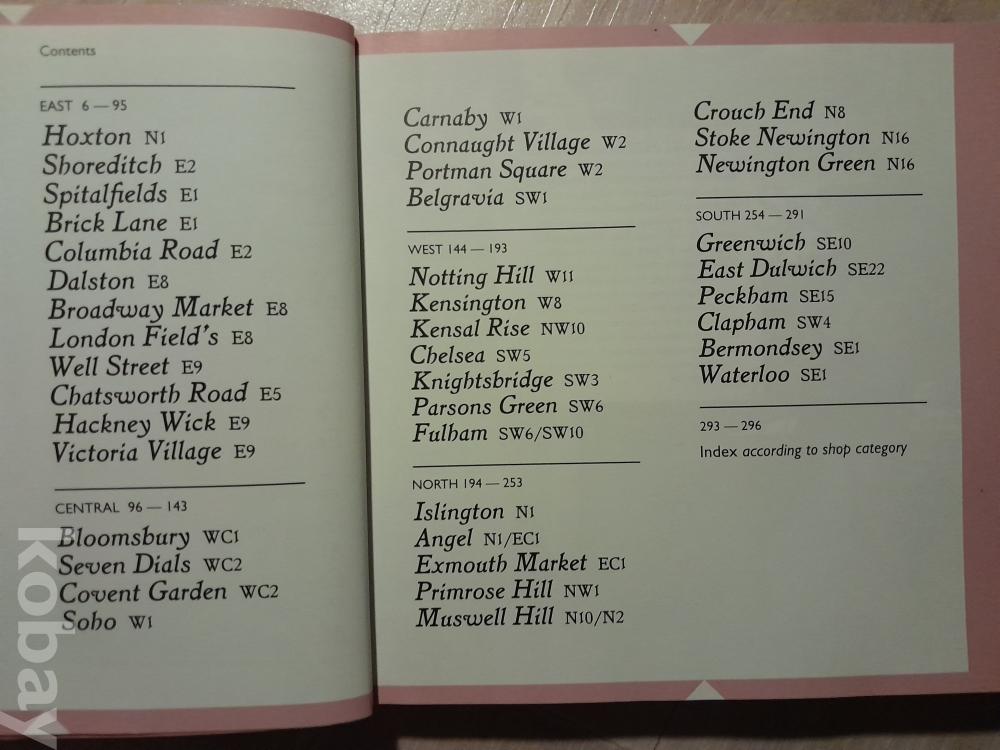 Contents
EAST 6 — 95
Hoxton N1
Shoreditch E2
Spitalfields E1
Brick Lane E1
Columbia Road E2
Dalston E8
Broadway Market E8
London Field's E8
Well Street E9
Chatsworth Road E5
Hackney Wick E9
Victoria Village E9
CENTRAL 96 — 143
Bloomsbury WC1
Seven Dials WC2
Covent Garden WC2
Soho W1
Carnaby W1
Connaught Village W2
Portman Square W2
Belgravia SW1
WEST 144 — 193
Notting Hill W11
Kensington W8
Kensal Rise NW10
Chelsea SW5
Knightsbridge SW3
Parsons Green SW6
Fulham SW6/SW10
NORTH 194 — 253
Islington N1
Angel N1/EC1
Exmouth Market EC1
Primrose Hill NW1
Muswell Hill N10/N2
Crouch End N8
Stoke Newington N16
Newington Green N16
SOUTH 254 — 291
Greenwich SE10
East Dulwich SE22
Peckham SE15
Clapham SW4
Bermondsey SE1
Waterloo SE1
293 — 296
Index according to shop category
kobay